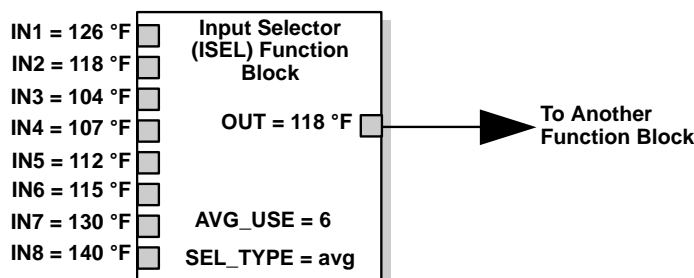 IN1 = 126 °F
IN2 = 118 °F
IN3 = 104 °F
IN4 = 107 °F
IN5 = 112 °F
IN6 = 115 °F
IN7 = 130 °F
IN8 = 140 °F
Input Selector
(ISEL) Function
Block
OUT = 118 °F
AVG_USE = 6
SEL_TYPE = avg
To Another
Function Block